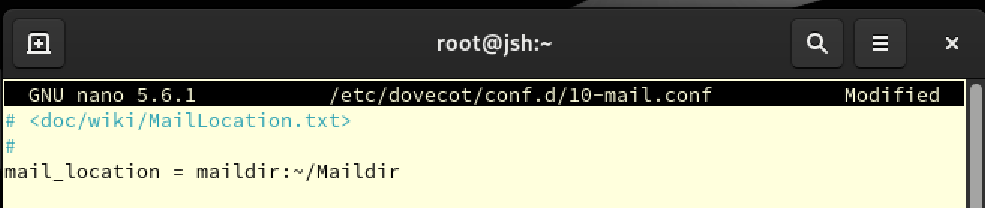 root@jsh:~
GNU nano 5.6.1 /etc/dovecot/conf.d/10-mail.conf Modified
# <doc/wiki/MailLocation.txt>
#
mail_location = maildir:~/Maildir